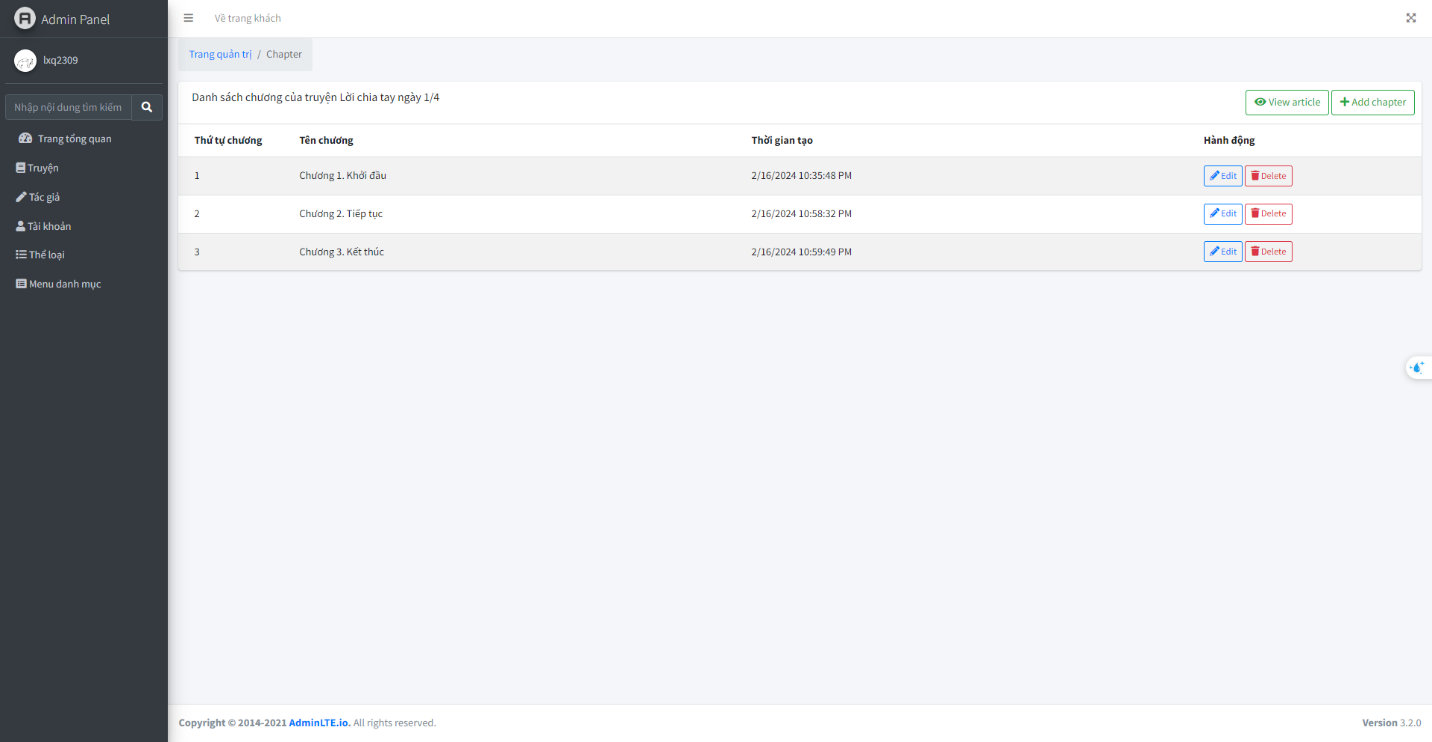 Admin Panel
Về trang khách
lxq2309
Trang quản trị / Chapter
Nhập nội dung tìm kiếm
Danh sách chương của truyện Lời chia tay ngày 1/4
View article
Add chapter
Trang tổng quan
Truyện
Tác giả
Tài khoản
Thể loại
Menu danh mục
Thứ tự chương Tên chương Thời gian tạo Hành động
1 Chương 1. Khởi đầu 2/16/2024 10:35:48 PM Edit Delete
2 Chương 2. Tiếp tục 2/16/2024 10:58:32 PM Edit Delete
3 Chương 3. Kết thúc 2/16/2024 10:59:49 PM Edit Delete
Copyright © 2014-2021 AdminLTE.io. All rights reserved.
Version 3.2.0